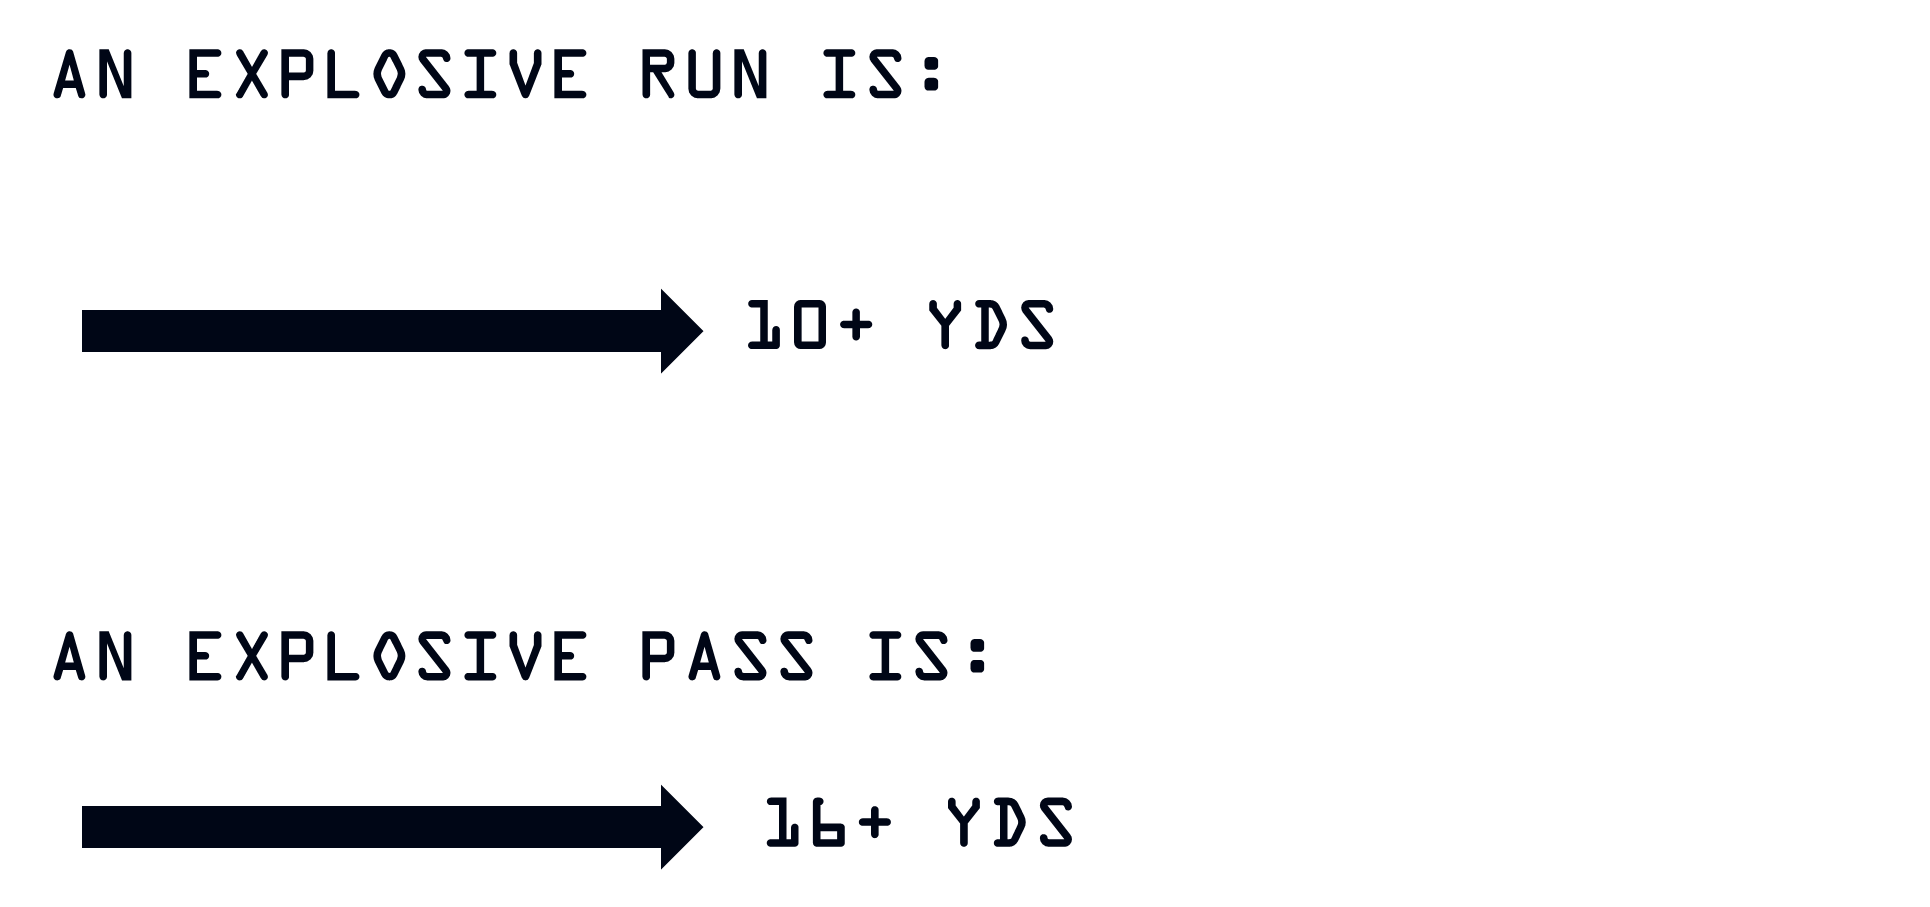 AN EXPLOSIVE RUN IS:
10+ YDS
AN EXPLOSIVE PASS IS:
16+ YDS